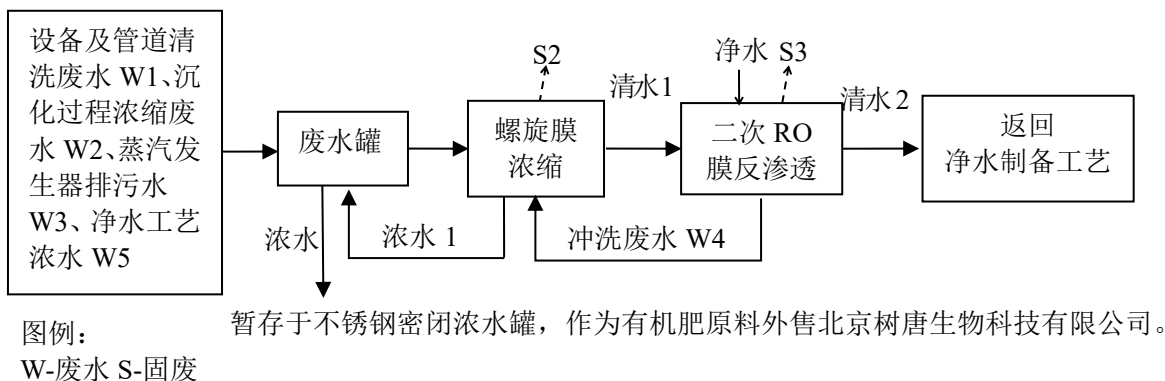 设备及管道清
洗废水 W1、沉
化过程浓缩废
水 W2、蒸汽发
生器排污水
W3、净水工艺
浓水 W5
废水罐
浓水
浓水 1
螺旋膜
浓缩
S2
清水1
净水 S3
二次 RO
膜反渗透
冲洗废水 W4
清水 2
返回
净水制备工艺
暂存于不锈钢密闭浓水罐，作为有机肥原料外售北京树唐生物科技有限公司。
图例：
W-废水 S-固废